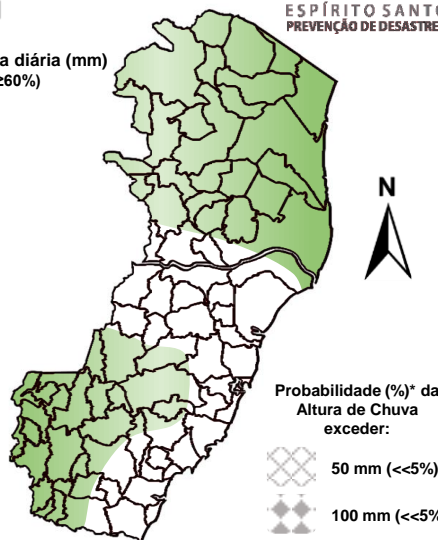 ESPÍRITO SANTO
PREVENÇÃO DE DESASTRE
a diária (mm)
≥60%)
N
Probabilidade (%)* da
Altura de Chuva
exceder:
50 mm (<<5%)
100 mm (<<5%